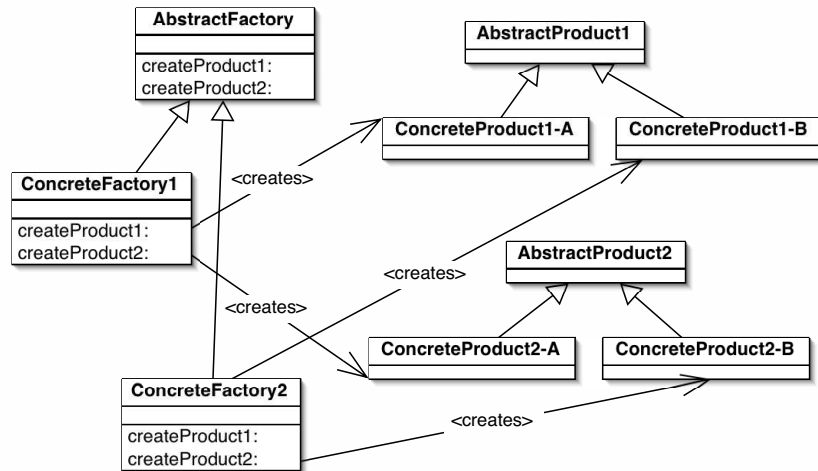 AbstractFactory
createProduct1:
createProduct2:
AbstractProduct1
ConcreteProduct1-A
ConcreteProduct1-B
ConcreteFactory1
createProduct1:
createProduct2:
<creates>
AbstractProduct2
<creates>
<creates>
ConcreteProduct2-A
ConcreteProduct2-B
ConcreteFactory2
createProduct1:
createProduct2:
<creates>